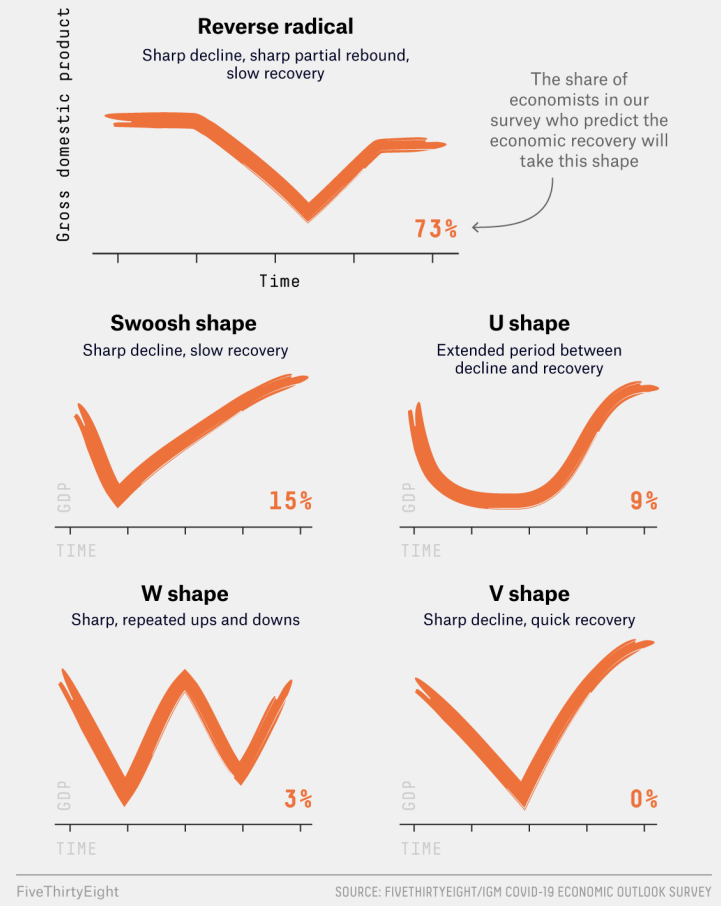 Reverse radical
Sharp decline, sharp partial rebound,
slow recovery
Gross domestic product
The share of
economists in our
survey who predict the
economic recovery will
take this shape
73%
Time
Swoosh shape
Sharp decline, slow recovery
GDP
15%
TIME
U shape
Extended period between
decline and recovery
GDP
9%
TIME
W shape
Sharp, repeated ups and downs
GDP
3%
TIME
V shape
Sharp decline, quick recovery
GDP
0%
TIME
FiveThirtyEight
SOURCE: FIVETHIRTYEIGHT/IGM COVID-19 ECONOMIC OUTLOOK SURVEY